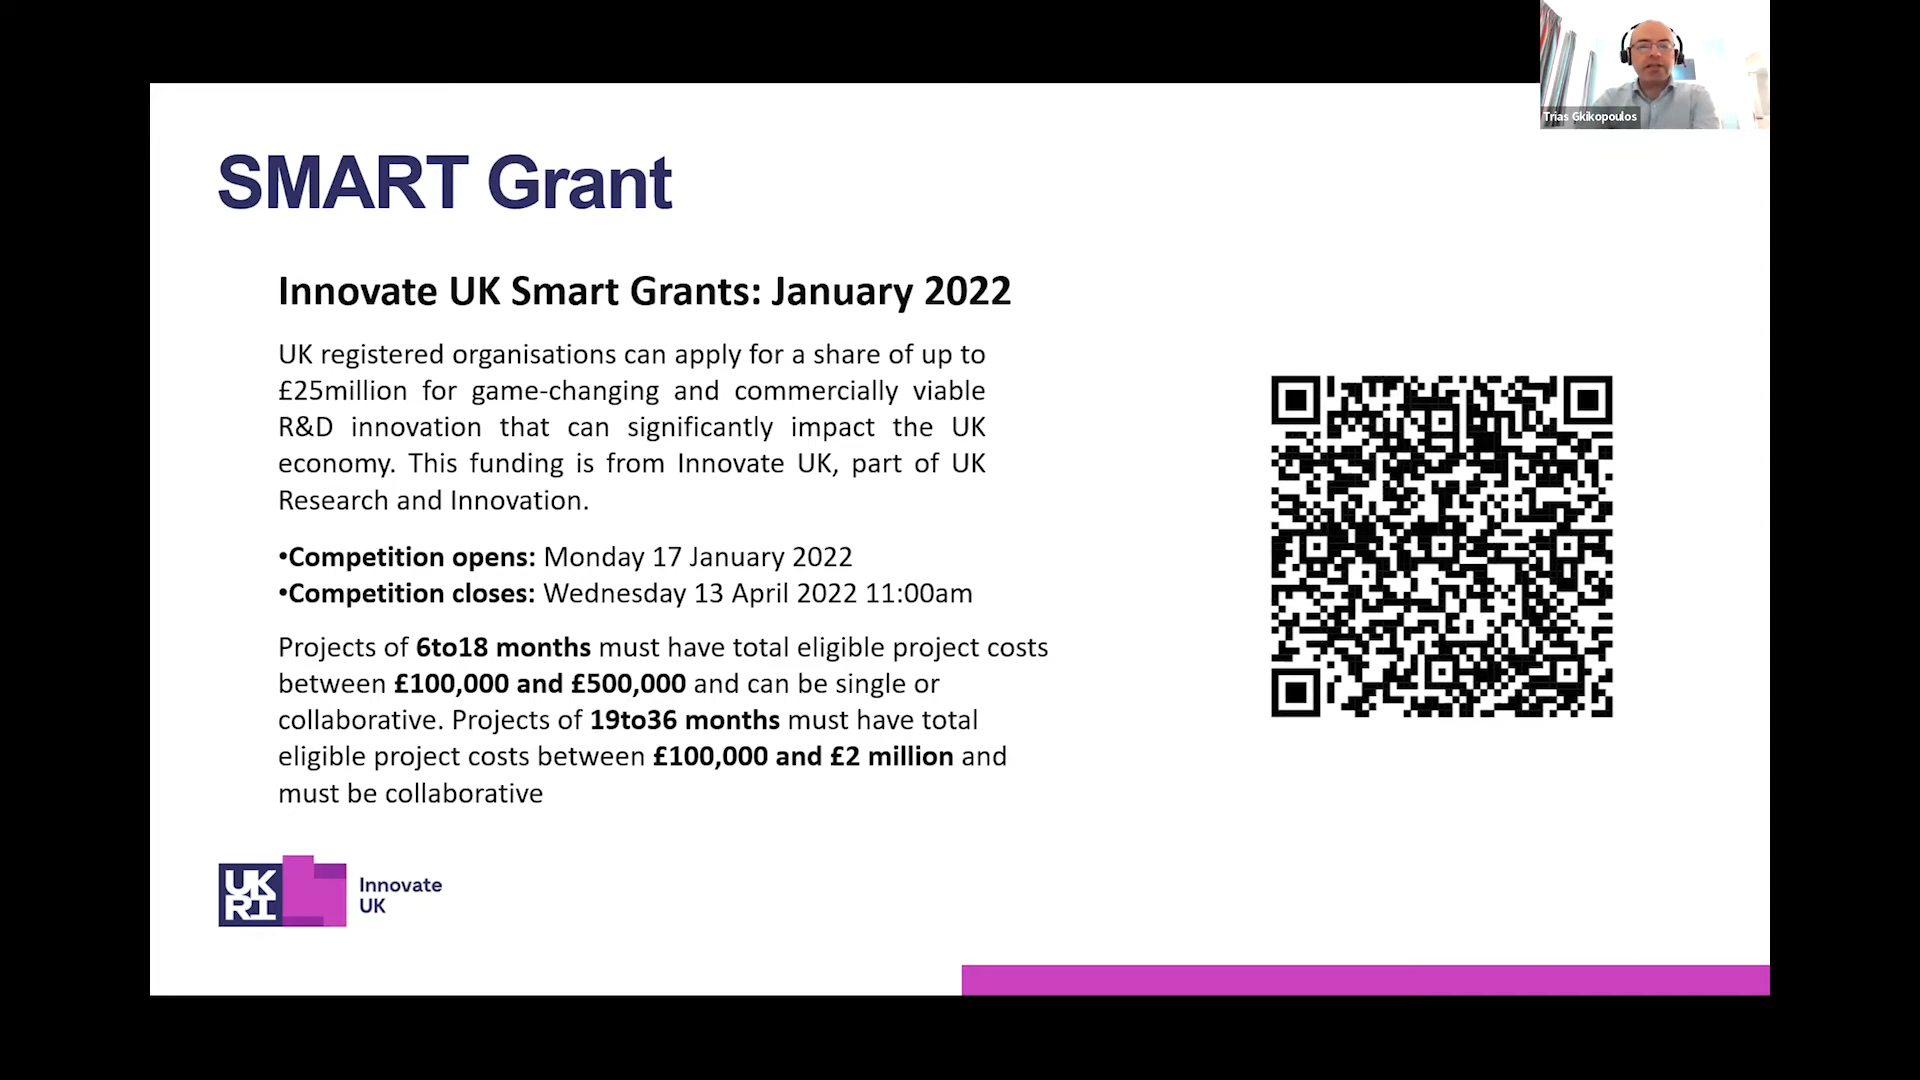 Trias Gkikopoulos
SMART Grant
Innovate UK Smart Grants: January 2022
UK registered organisations can apply for a share of up to
£25million for game-changing and commercially viable
R&D innovation that can significantly impact the UK
economy. This funding is from Innovate UK, part of UK
Research and Innovation.
•Competition opens: Monday 17 January 2022
•Competition closes: Wednesday 13 April 2022 11:00am
Projects of 6to18 months must have total eligible project costs
between £100,000 and £500,000 and can be single or
collaborative. Projects of 19to36 months must have total
eligible project costs between £100,000 and £2 million and
must be collaborative
UK
RI
Innovate
UK